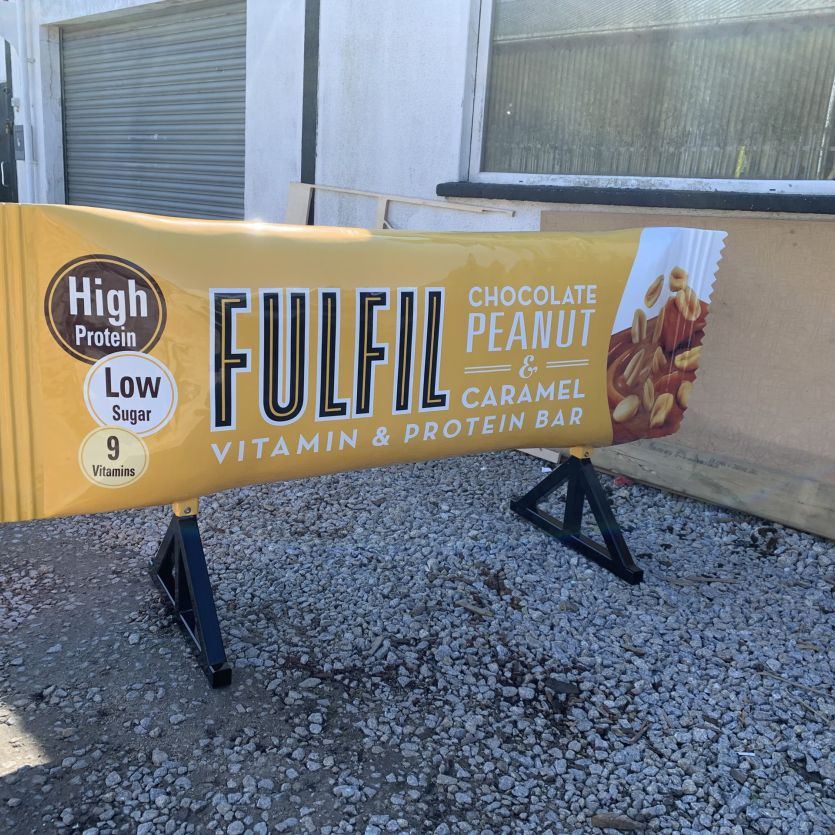 High
Protein
Low
Sugar
9
Vitamins
FULFIL
VITAMIN & PROTEIN BAR
CHOCOLATE
PEANUT
&
CARAMEL